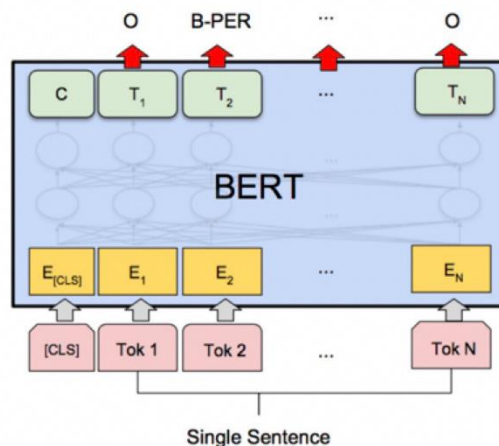 O B-PER ... O
C T1 T2 ... TN
...
BERT
...
E[CLS] E1 E2 ... EN
[CLS] Tok 1 Tok 2 ... Tok N
Single Sentence